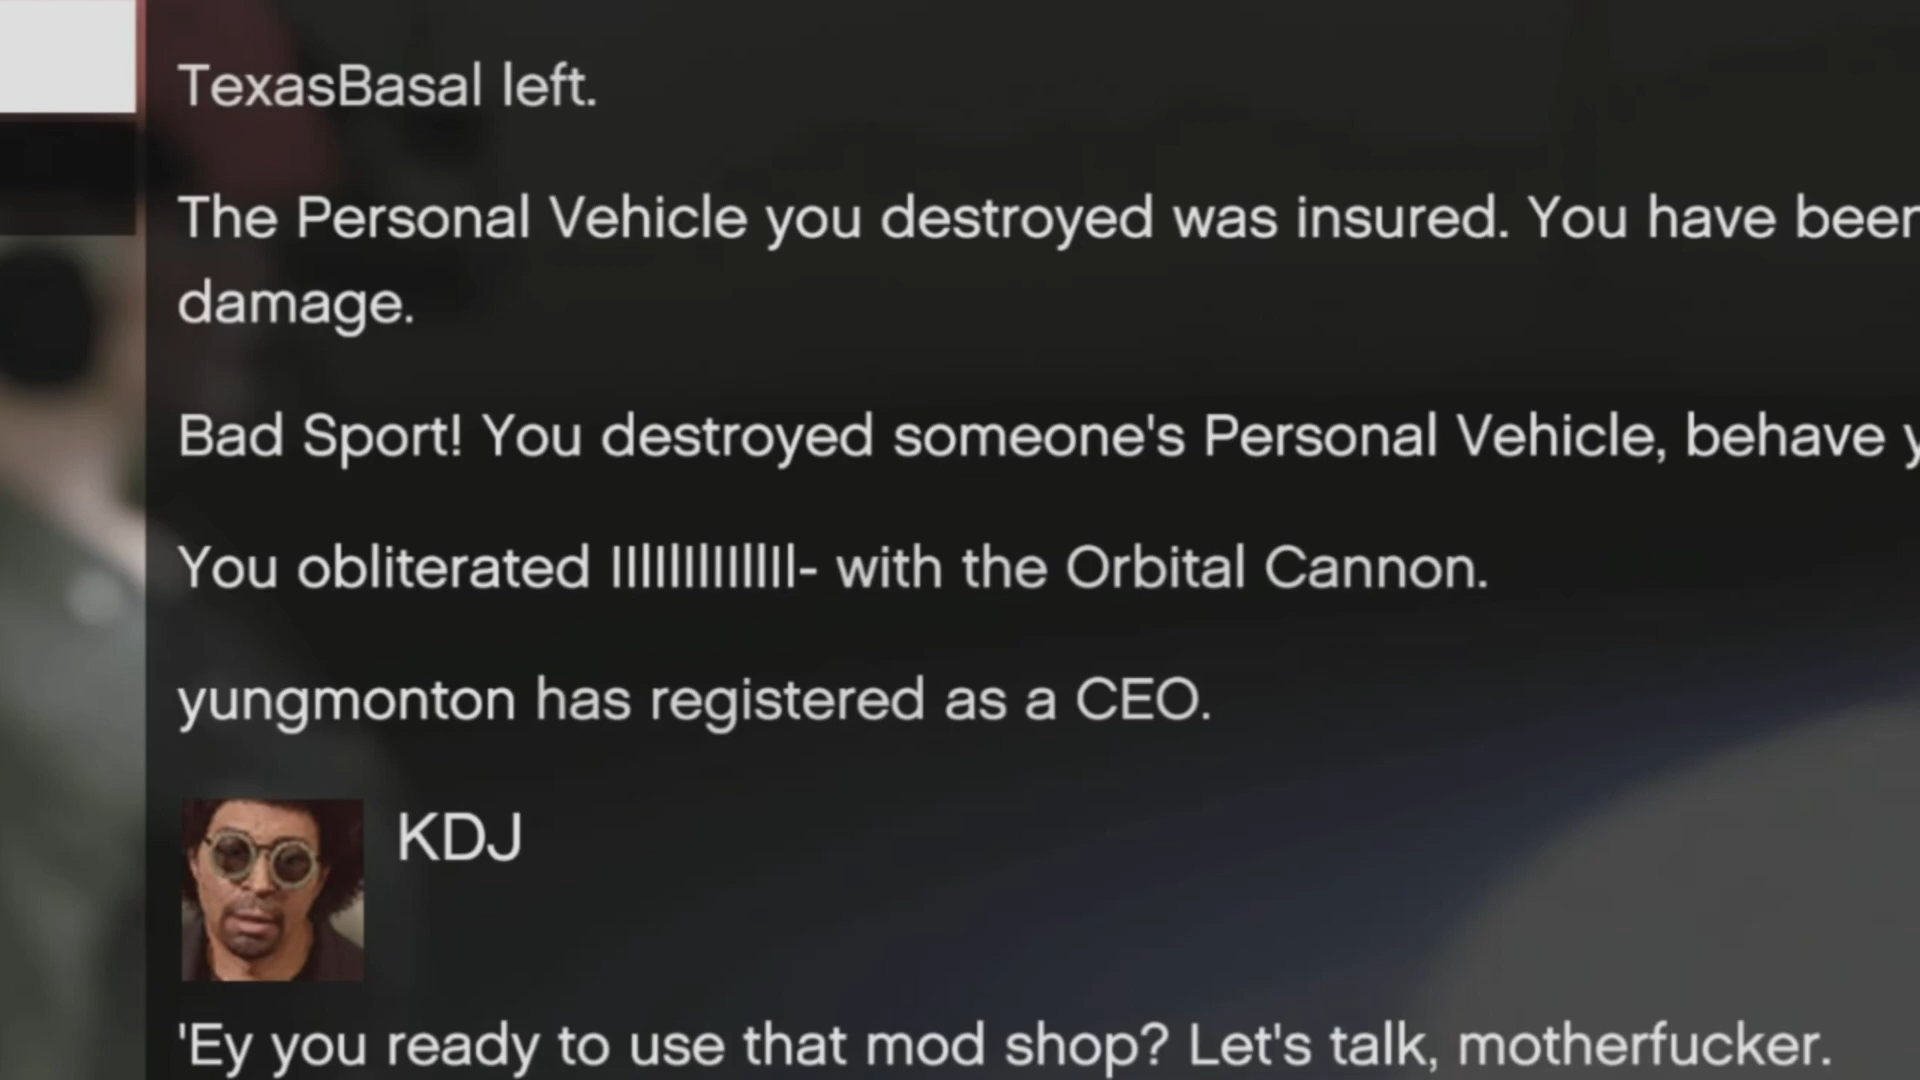 TexasBasal left.
The Personal Vehicle you destroyed was insured. You have been
damage.
Bad Sport! You destroyed someone's Personal Vehicle, behave
You obliterated with the Orbital Cannon.
yungmonton has registered as a CEO.
KDJ
'Ey you ready to use that mod shop? Let's talk, motherfucker.